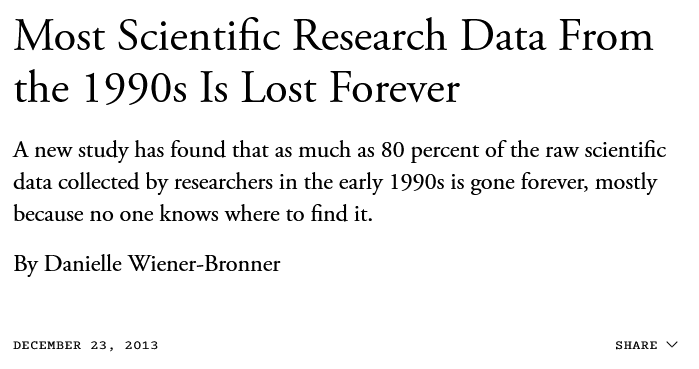 Most Scientific Research Data From
the 1990s Is Lost Forever
A new study has found that as much as 80 percent of the raw scientific
data collected by researchers in the early 1990s is gone forever, mostly
because no one knows where to find it.
By Danielle Wiener-Bronner
DECEMBER 23, 2013
SHARE